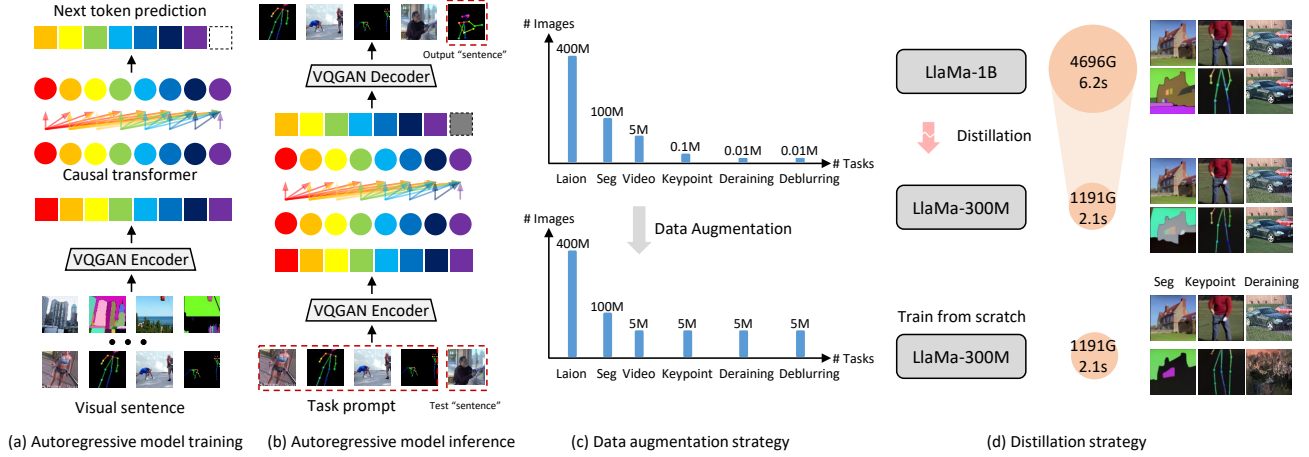 Next token prediction
Causal transformer
VQGAN Encoder
Visual sentence
(a) Autoregressive model training
Output “sentence”
VQGAN Decoder
VQGAN Encoder
Task prompt
Test “sentence”
(b) Autoregressive model inference
# Images
400M
100M
5M
0.1M
0.01M
0.01M
# Tasks
Laion Seg Video Keypoint Deraining Deblurring
Data Augmentation
# Images
400M
100M
5M
5M
5M
5M
# Tasks
Laion Seg Video Keypoint Deraining Deblurring
(c) Data augmentation strategy
LlaMa-1B
4696G
6.2s
Distillation
LlaMa-300M
1191G
2.1s
Seg Keypoint Deraining
Train from scratch
LlaMa-300M
1191G
2.1s
(d) Distillation strategy